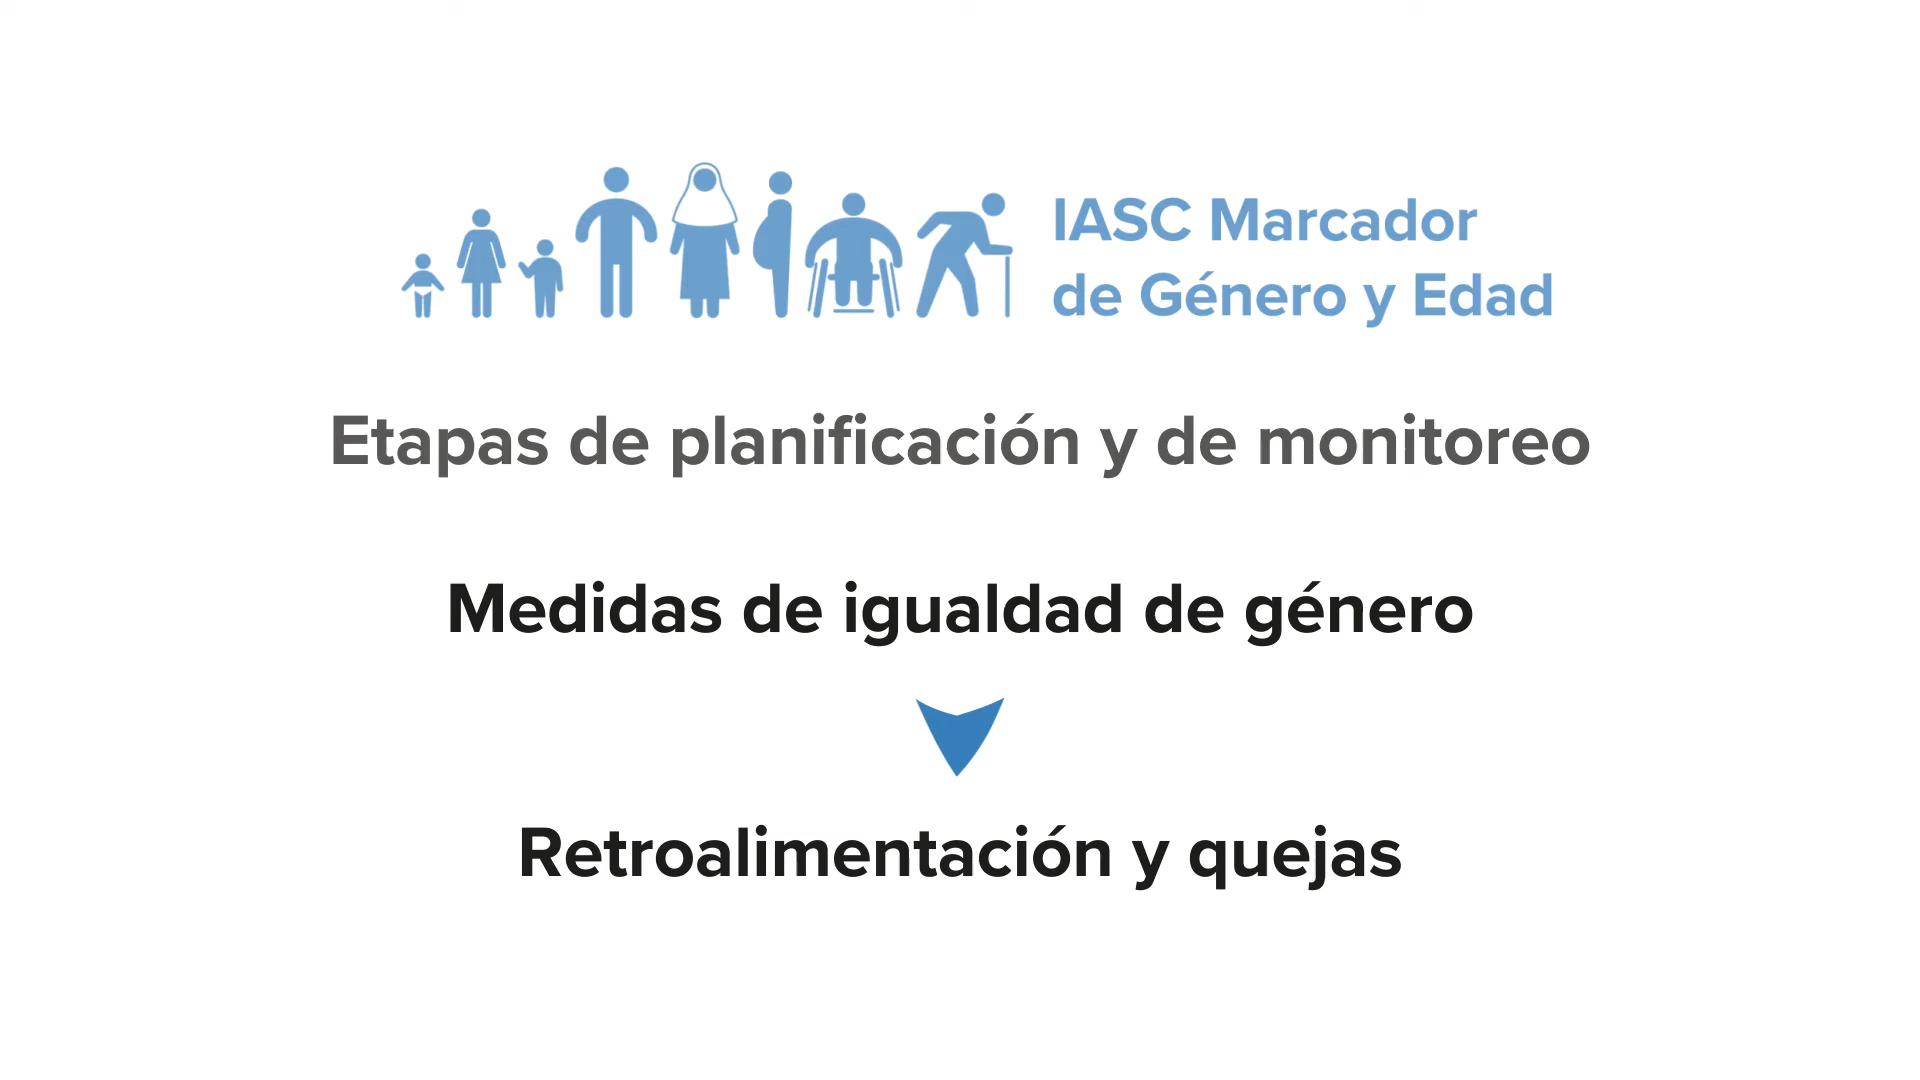 IASC Marcador
de Género y Edad
Etapas de planificación y de monitoreo
Medidas de igualdad de género
Retroalimentación y quejas